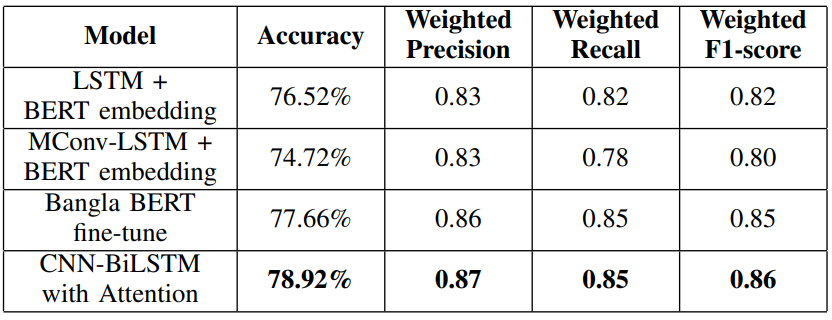 Model Accuracy Weighted Precision Weighted Recall Weighted F1-score
LSTM + BERT embedding 76.52% 0.83 0.82 0.82
MConv-LSTM + BERT embedding 74.72% 0.83 0.78 0.80
Bangla BERT fine-tune 77.66% 0.86 0.85 0.85
CNN-BiLSTM with Attention 78.92% 0.87 0.85 0.86